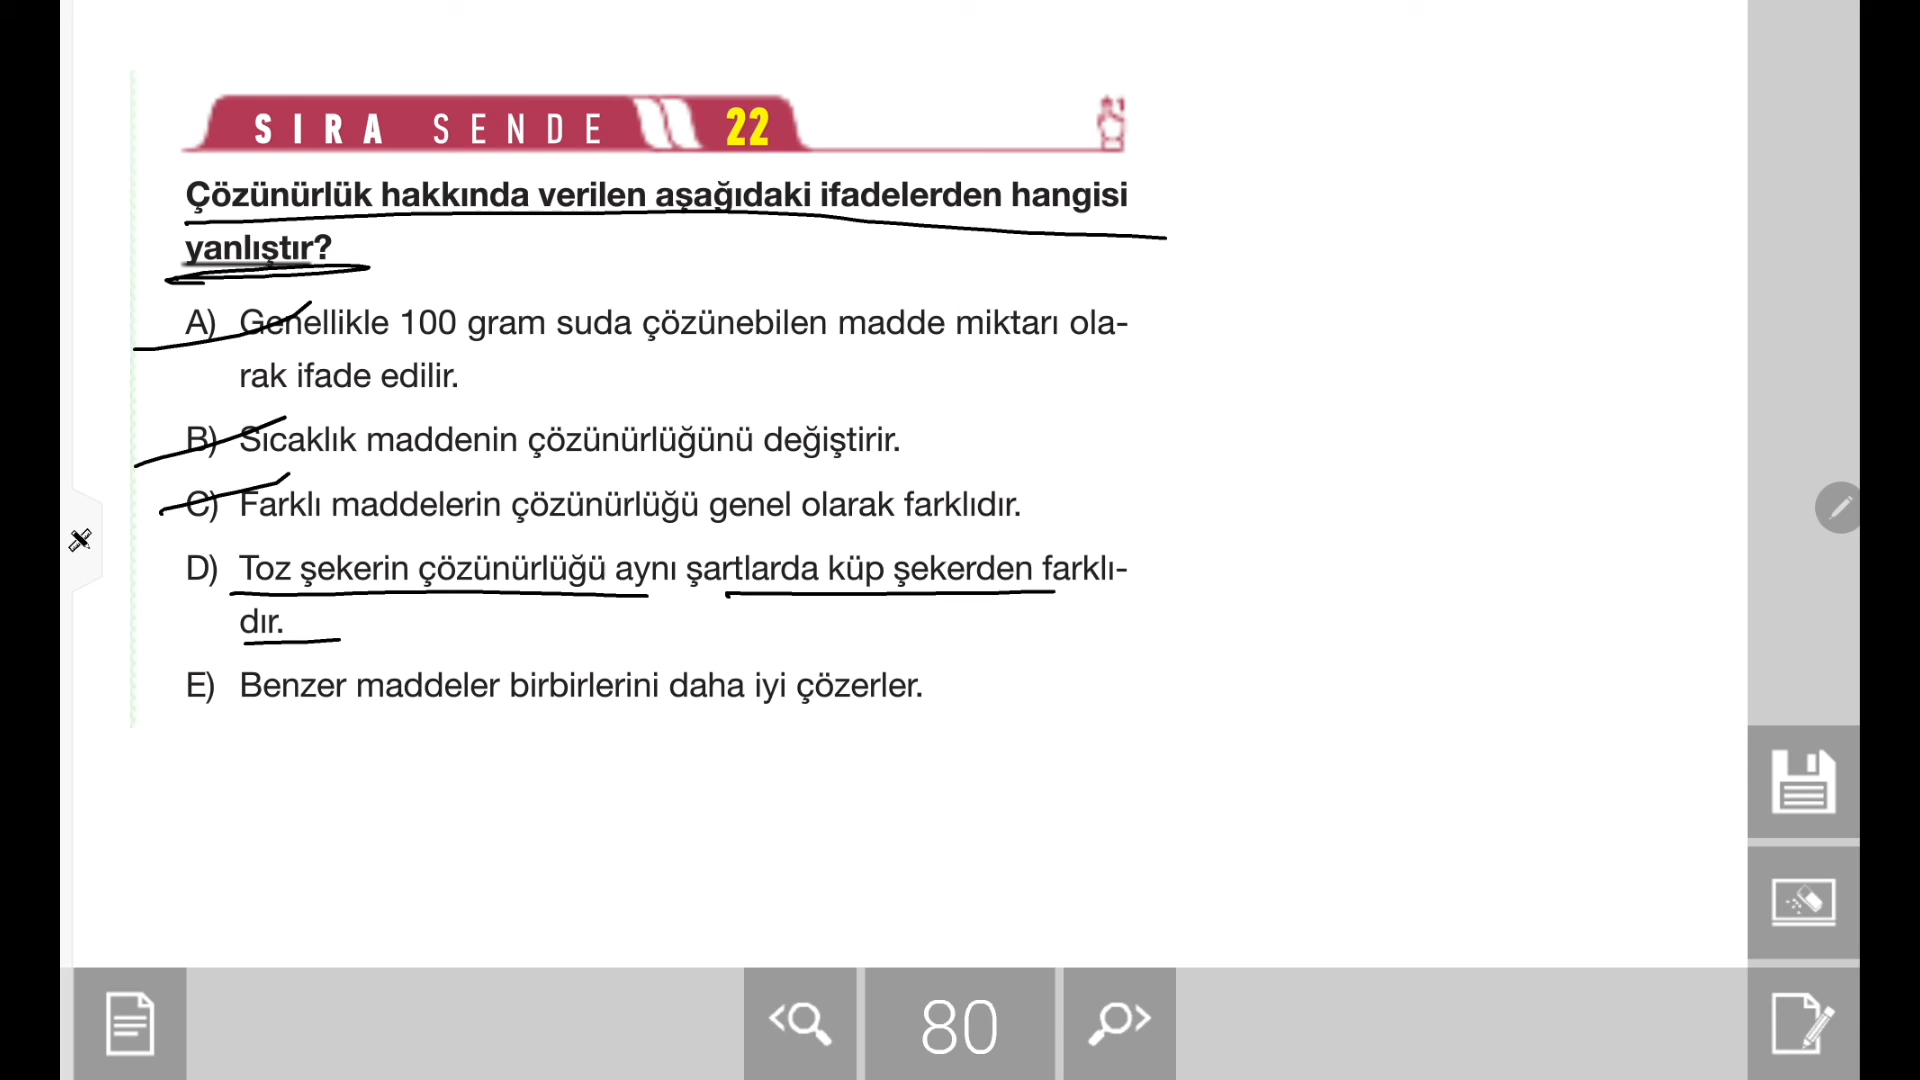 SIRA SENDE 22
Çözünürlük hakkında verilen aşağıdaki ifadelerden hangisi
yanlıştır?
A) Genellikle 100 gram suda çözünebilen madde miktarı ola-
rak ifade edilir.
B) Sıcaklık maddenin çözünürlüğünü değiştirir.
C) Farklı maddelerin çözünürlüğü genel olarak farklıdır.
D) Toz şekerin çözünürlüğü aynı şartlarda küp şekerden farklı-
dır.
E) Benzer maddeler birbirlerini daha iyi çözerler.
80